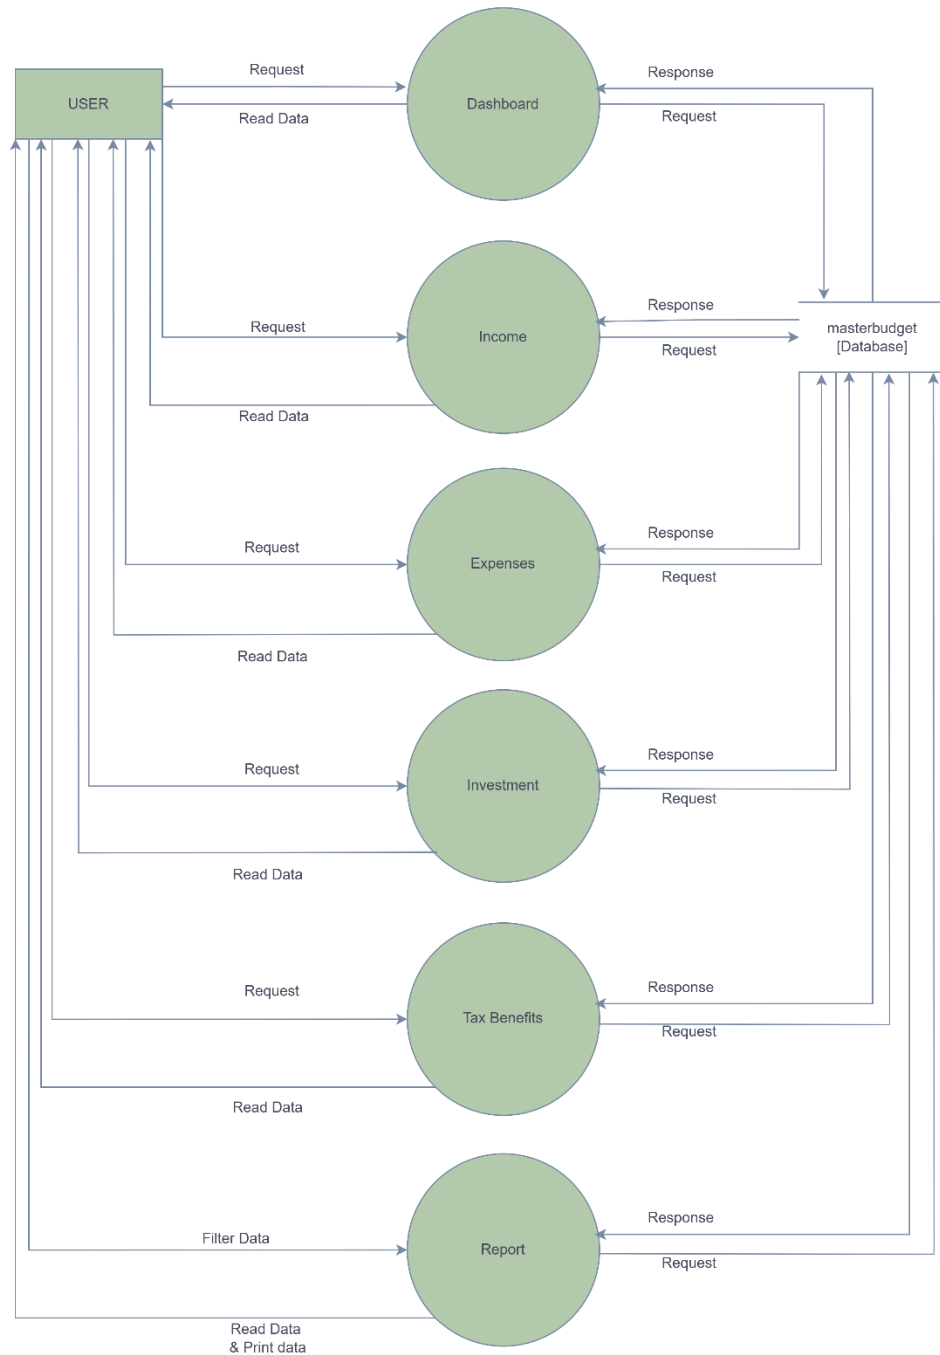 Request
Response
USER
Dashboard
Read Data
Request
Request
Response
masterbudget
[Database]
Income
Request
Read Data
Request
Response
Expenses
Request
Read Data
Request
Response
Investment
Request
Read Data
Request
Response
Tax Benefits
Request
Read Data
Filter Data
Response
Report
Request
Read Data
& Print data